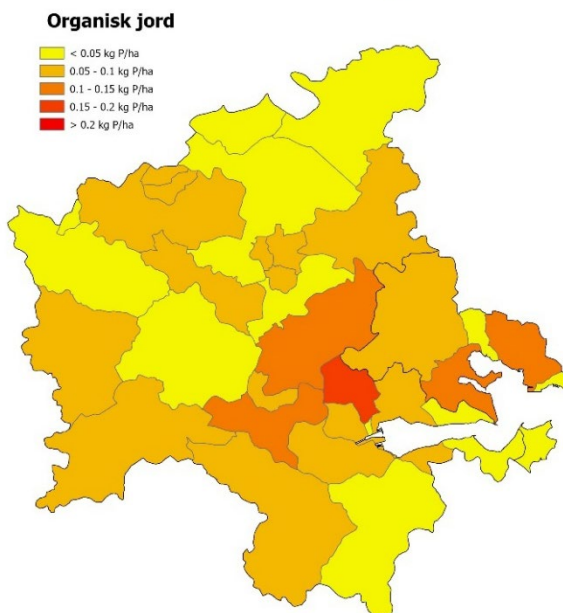 Organisk jord
< 0.05 kg P/ha
0.05 - 0.1 kg P/ha
0.1 - 0.15 kg P/ha
0.15 - 0.2 kg P/ha
> 0.2 kg P/ha